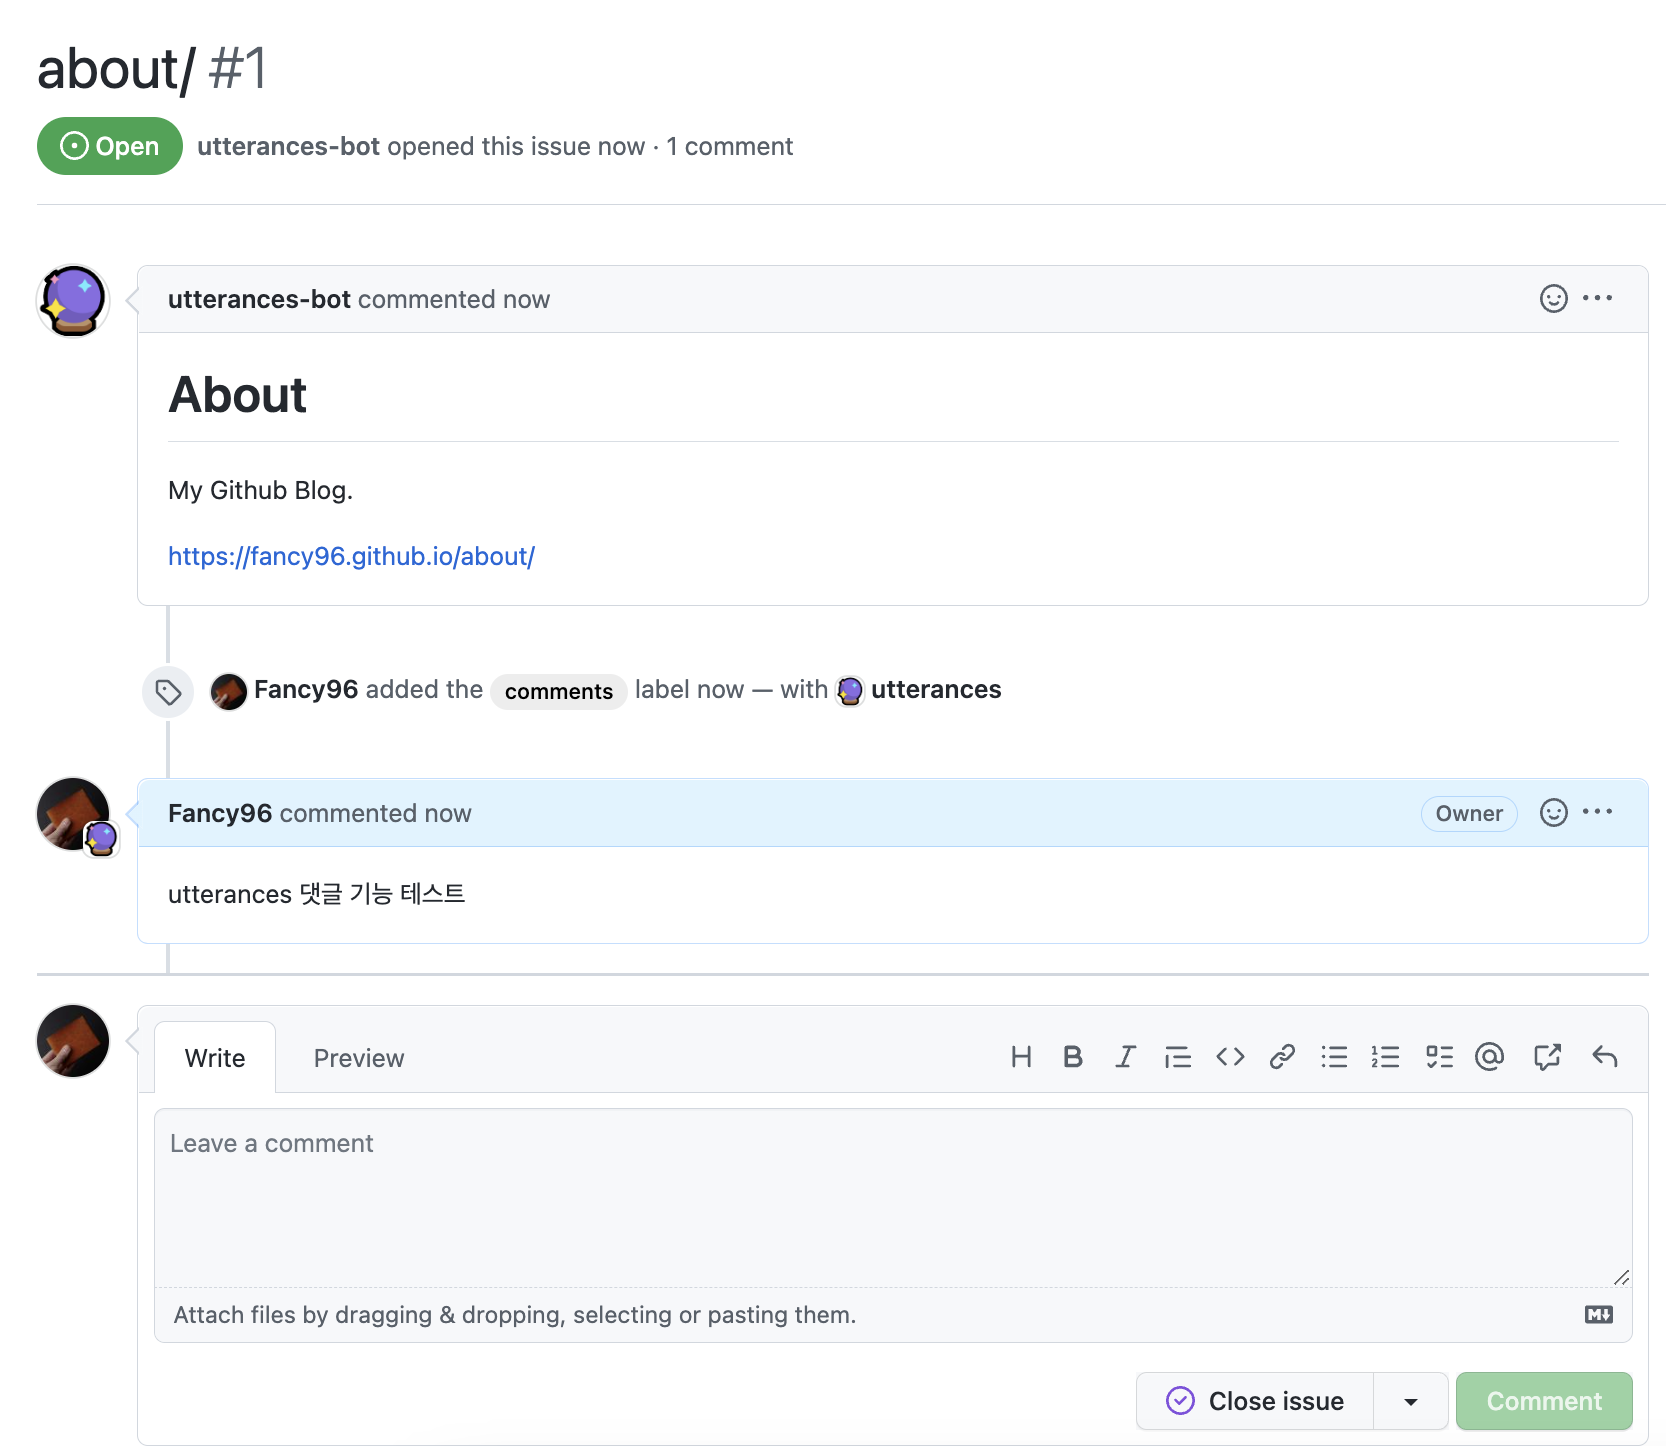 about/ #1
Open utterances-bot opened this issue now · 1 comment
utterances-bot commented now
About
My Github Blog.
https://fancy96.github.io/about/
Fancy96 added the comments label now — with utterances
Fancy96 commented now Owner
utterances 댓글 기능 테스트
Write Preview
Leave a comment
Attach files by dragging & dropping, selecting or pasting them.
Close issue Comment